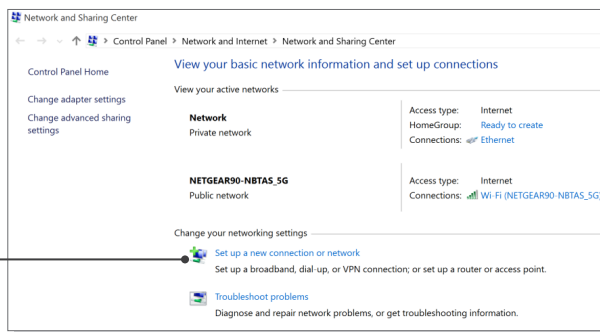 Network and Sharing Center
Control Panel > Network and Internet > Network and Sharing Center
Control Panel Home
Change adapter settings
Change advanced sharing
settings
View your basic network information and set up connections
View your active networks
Network
Private network
Access type: Internet
HomeGroup: Ready to create
Connections: Ethernet
NETGEAR90-NBTAS_5G
Public network
Access type: Internet
Connections: Wi-Fi (NETGEAR90-NBTAS_5G)
Change your networking settings
Set up a new connection or network
Set up a broadband, dial-up, or VPN connection; or set up a router or access point.
Troubleshoot problems
Diagnose and repair network problems, or get troubleshooting information.